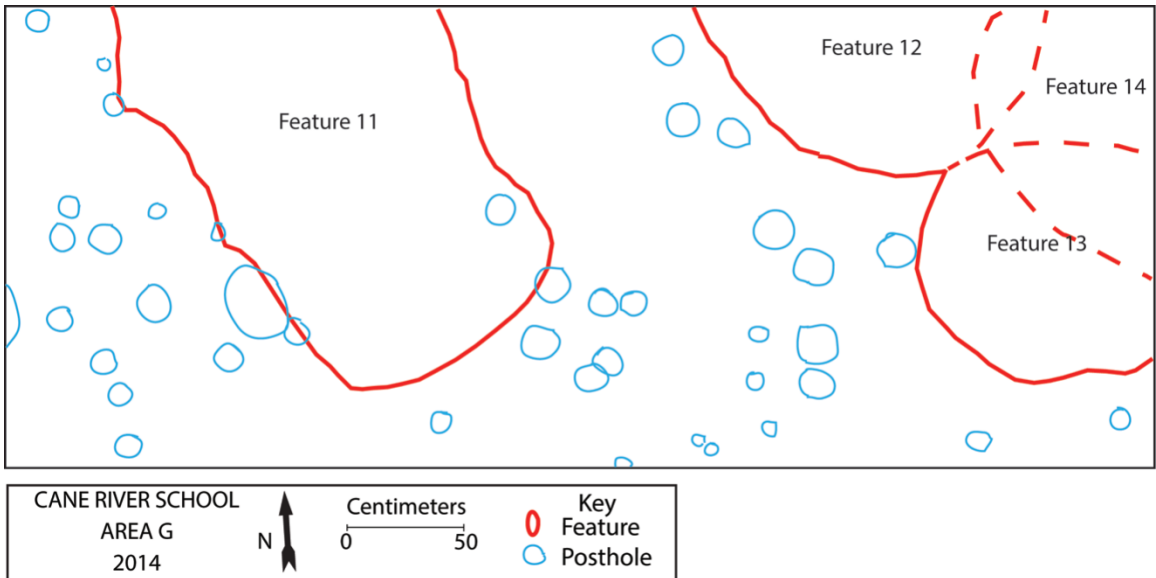 Feature 12
Feature 14
Feature 11
Feature 13
CANE RIVER SCHOOL
AREA G
2014
N
Centimeters
0 50
Key
Feature
Posthole